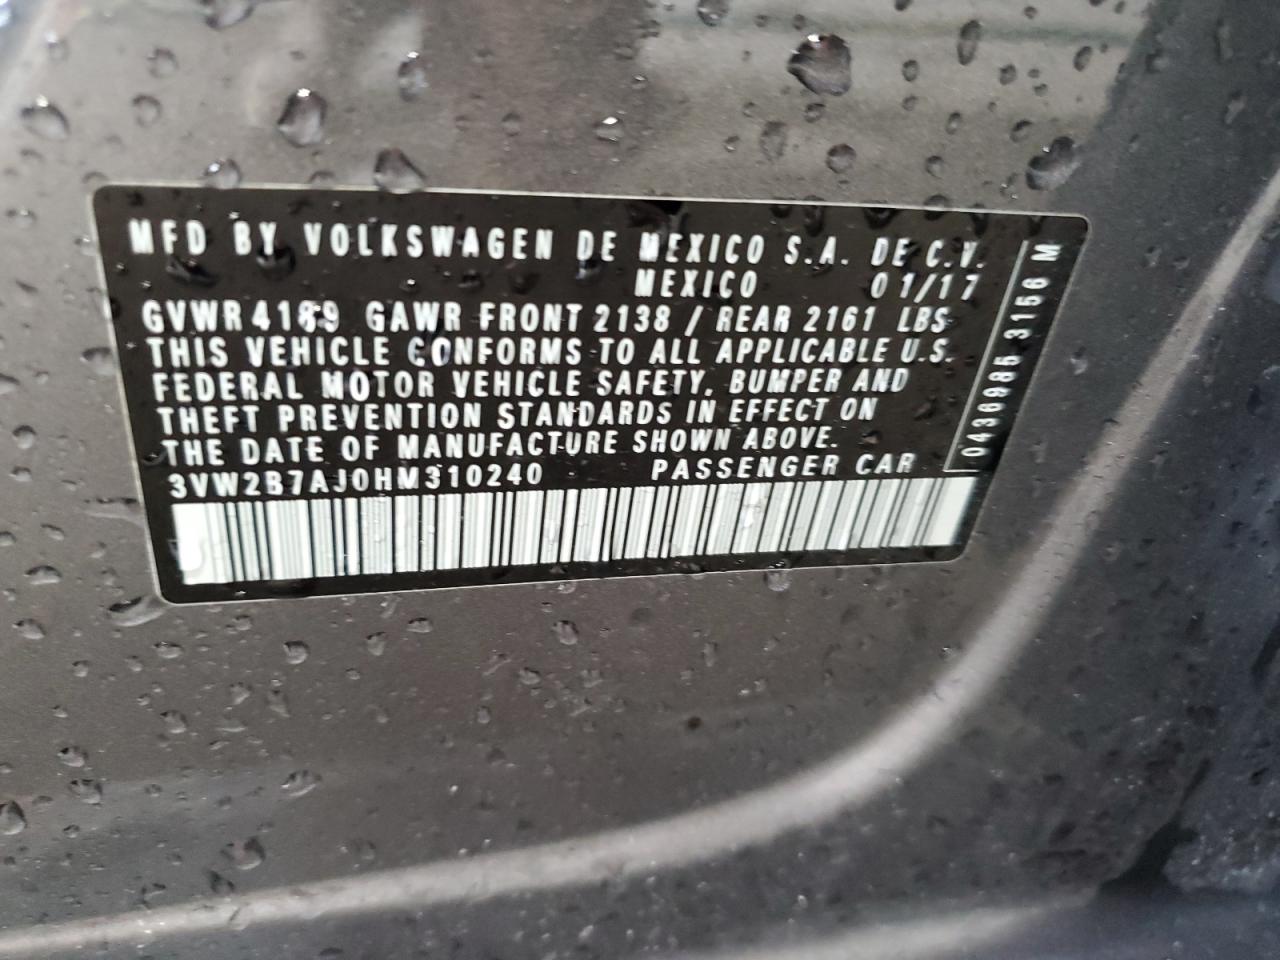 MFD BY VOLKSWAGEN DE MEXICO S.A. DE C.V.
MEXICO 01/17
GVWR 4189 GAWR FRONT 2138 / REAR 2161 LBS
THIS VEHICLE CONFORMS TO ALL APPLICABLE U.S.
FEDERAL MOTOR VEHICLE SAFETY, BUMPER AND
THEFT PREVENTION STANDARDS IN EFFECT ON
THE DATE OF MANUFACTURE SHOWN ABOVE.
3VW2B7AJ0HM310240 PASSENGER CAR
0436985 3156 M